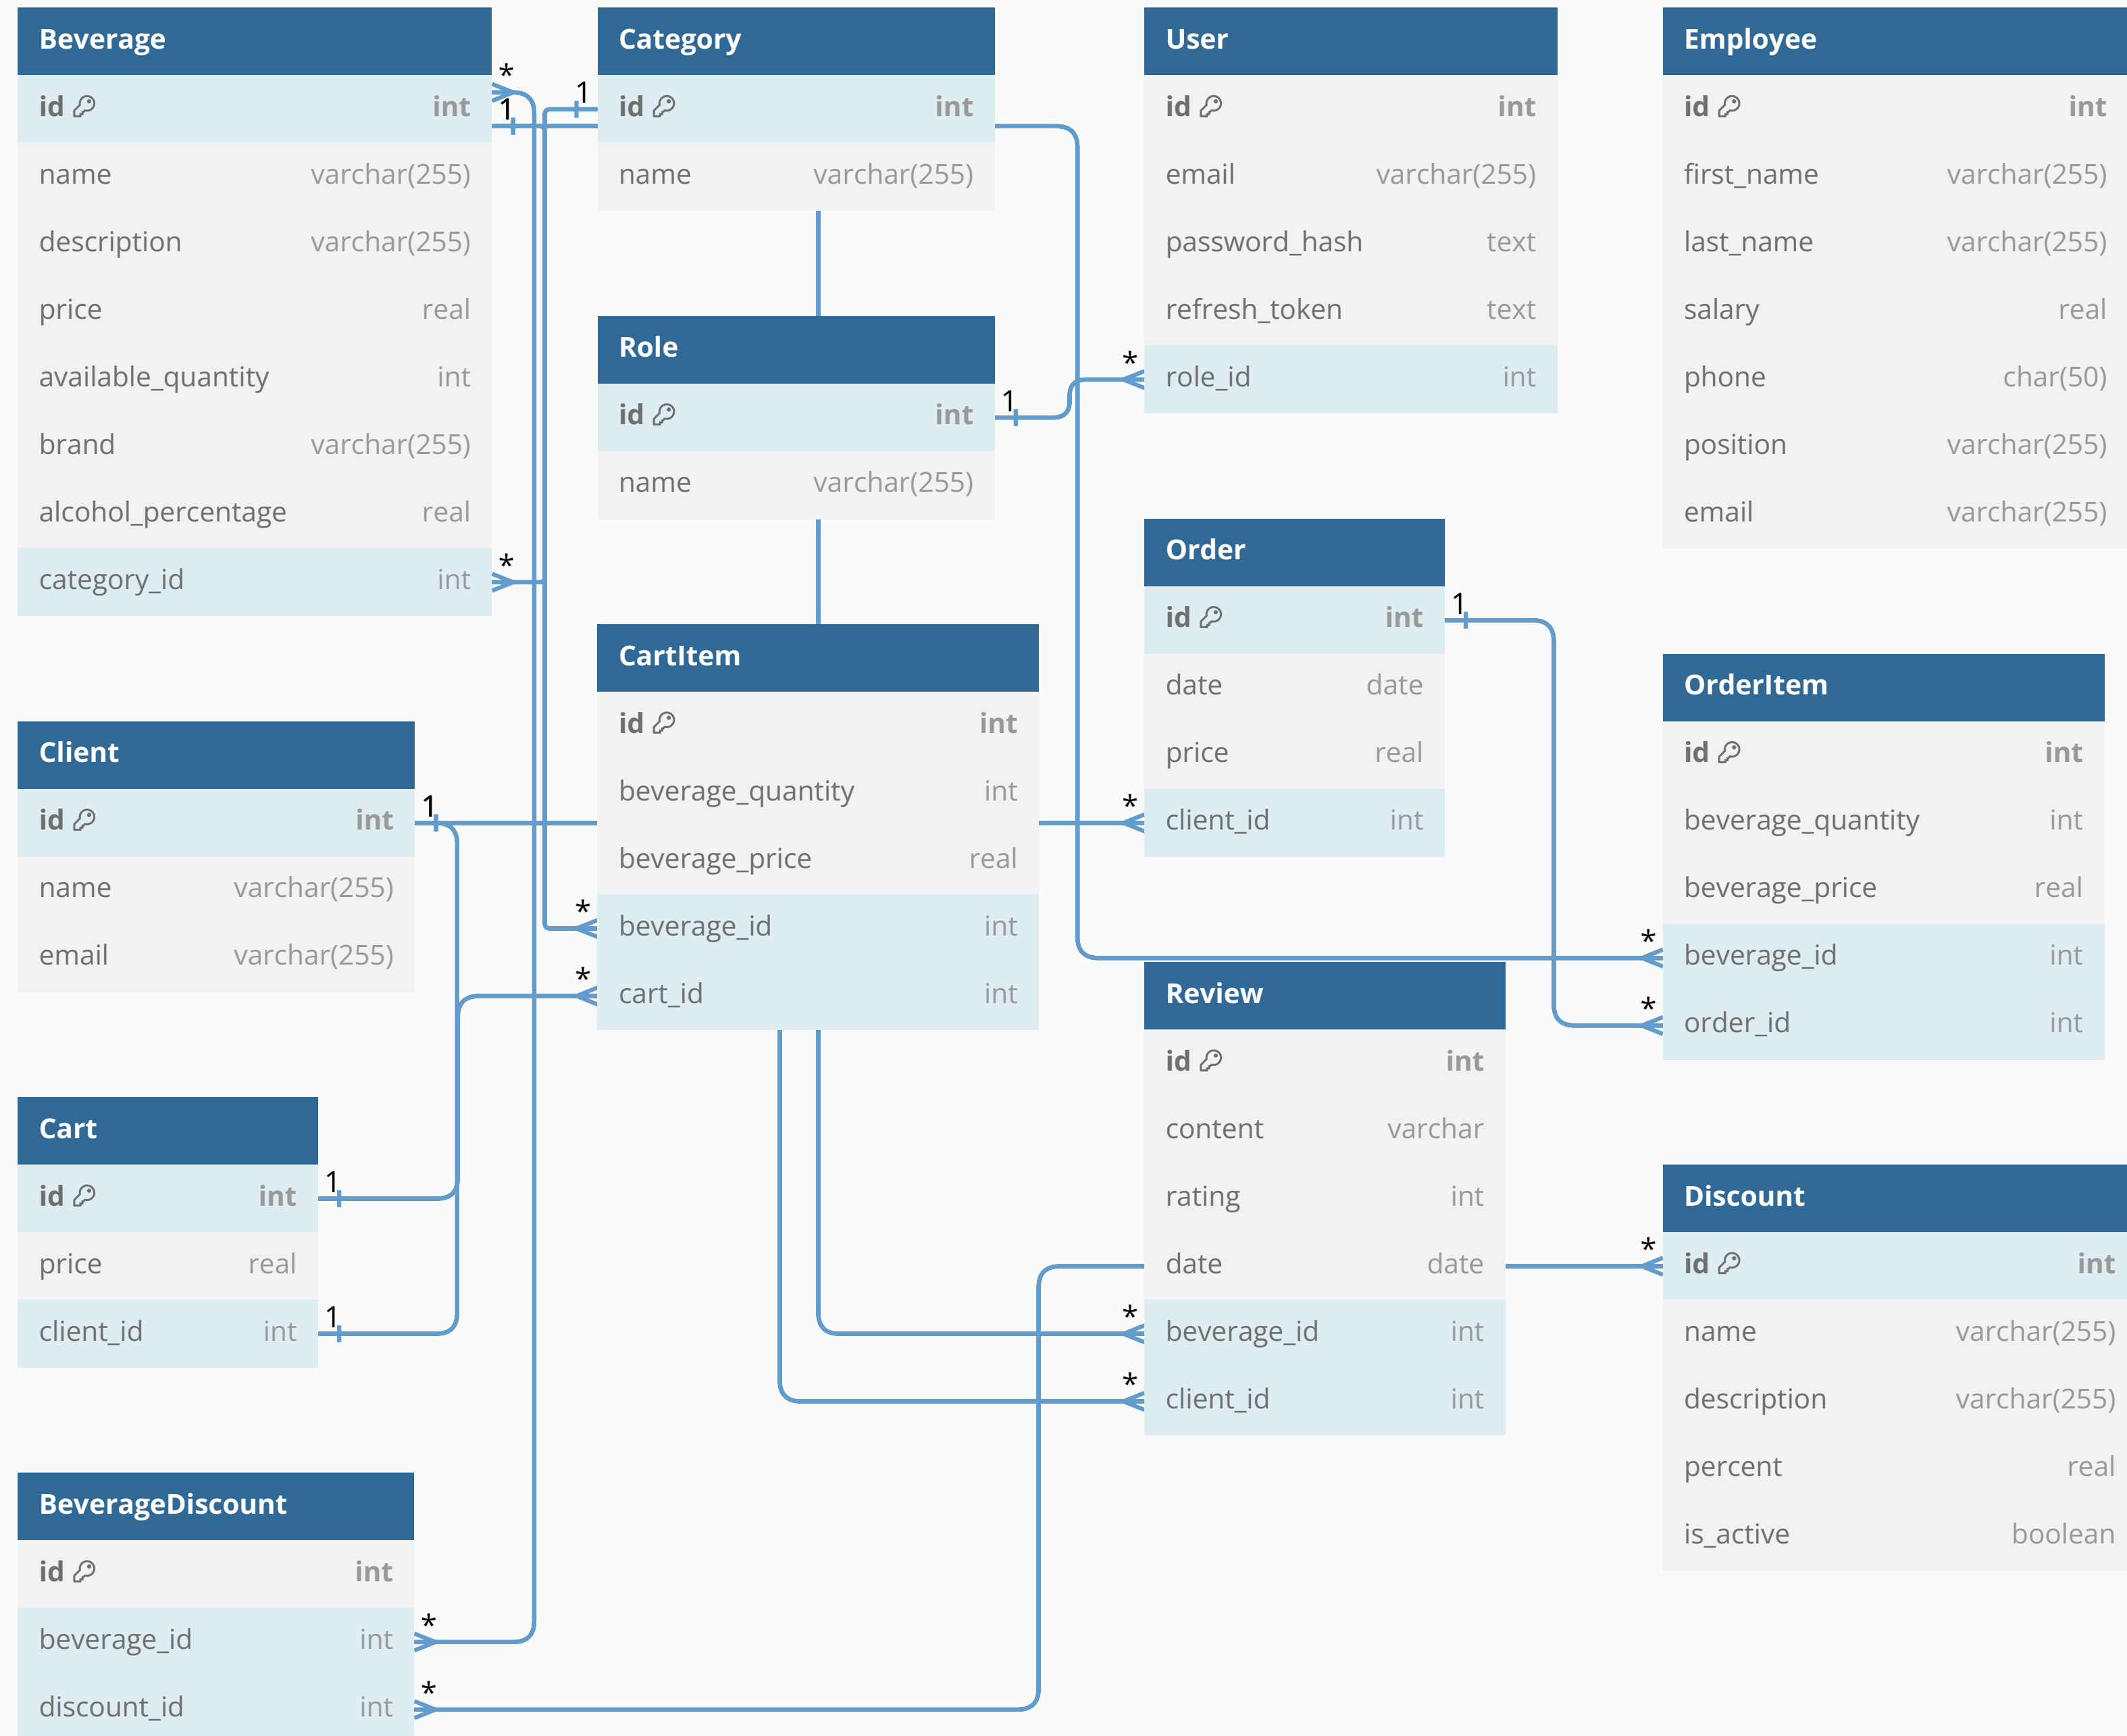 Beverage
id int
name varchar(255)
description varchar(255)
price real
available_quantity int
brand varchar(255)
alcohol_percentage real
category_id int
*
1
*
Category
id int
name varchar(255)
1
Role
id int
name varchar(255)
1
User
id int
email varchar(255)
password_hash text
refresh_token text
role_id int
*
Employee
id int
first_name varchar(255)
last_name varchar(255)
salary real
phone char(50)
position varchar(255)
email varchar(255)
Client
id int
name varchar(255)
email varchar(255)
1
CartItem
id int
beverage_quantity int
beverage_price real
beverage_id int
cart_id int
*
*
Order
id int
date date
price real
client_id int
1
*
OrderItem
id int
beverage_quantity int
beverage_price real
beverage_id int
order_id int
*
*
Cart
id int
price real
client_id int
1
1
Review
id int
content varchar
rating int
date date
beverage_id int
client_id int
*
*
Discount
id int
name varchar(255)
description varchar(255)
percent real
is_active boolean
*
BeverageDiscount
id int
beverage_id int
discount_id int
*
*